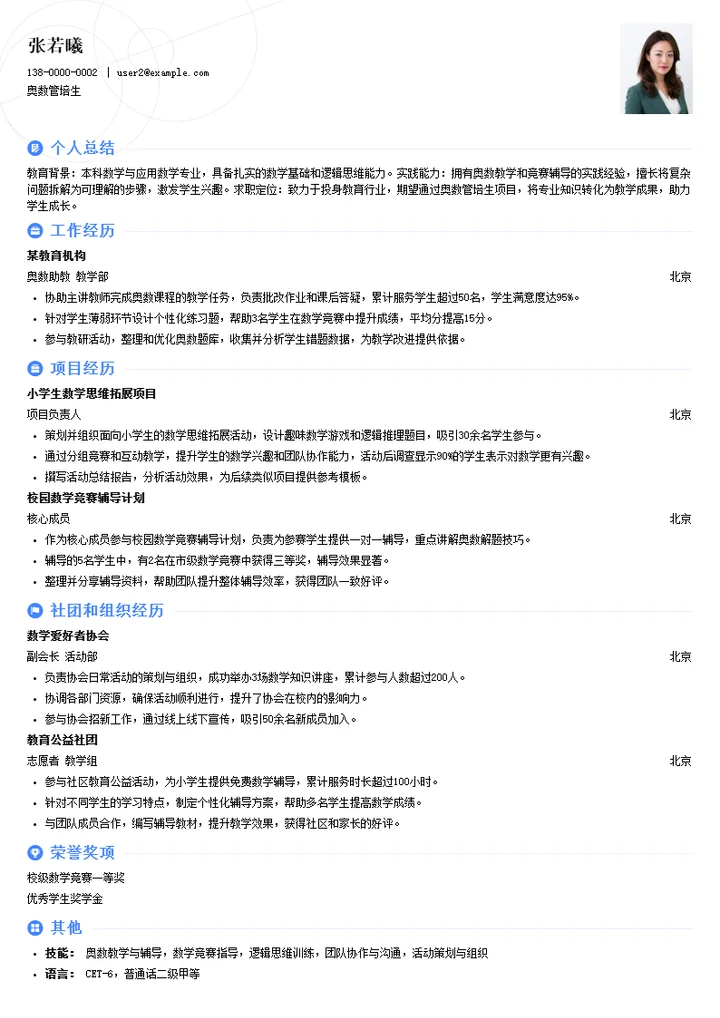 张若曦
138-0000-0002 | user2@example.com
奥数管培生
个人总结
教育背景：本科数学与应用数学专业，具备扎实的数学基础和逻辑思维能力。实践能力：拥有奥数教学和竞赛辅导的实践经验，擅长将复杂
问题拆解为可理解的步骤，激发学生兴趣。求职定位：致力于投身教育行业，期望通过奥数管培生项目，将专业知识转化为教学成果，助力
学生成长。
工作经历
某教育机构
奥数助教 教学部 北京
• 协助主讲教师完成奥数课程的教学任务，负责批改作业和课后答疑，累计服务学生超过50名，学生满意度达95%。
• 针对学生薄弱环节设计个性化练习题，帮助3名学生在数学竞赛中提升成绩，平均分提高15分。
• 参与教研活动，整理和优化奥数题库，收集并分析学生错题数据，为教学改进提供依据。
项目经历
小学生数学思维拓展项目
项目负责人 北京
• 策划并组织面向小学生的数学思维拓展活动，设计趣味数学游戏和逻辑推理题目，吸引30余名学生参与。
• 通过分组竞赛和互动教学，提升学生的数学兴趣和团队协作能力，活动后调查显示90%的学生表示对数学更有兴趣。
• 撰写活动总结报告，分析活动效果，为后续类似项目提供参考模板。
校园数学竞赛辅导计划
核心成员 北京
• 作为核心成员参与校园数学竞赛辅导计划，负责为参赛学生提供一对一辅导，重点讲解奥数解题技巧。
• 辅导的5名学生中，有2名在市级数学竞赛中获得三等奖，辅导效果显著。
• 整理并分享辅导资料，帮助团队提升整体辅导效率，获得团队一致好评。
社团和组织经历
数学爱好者协会
副会长 活动部 北京
• 负责协会日常活动的策划与组织，成功举办3场数学知识讲座，累计参与人数超过200人。
• 协调各部门资源，确保活动顺利进行，提升了协会在校内的影响力。
• 参与协会招新工作，通过线上线下宣传，吸引50余名新成员加入。
教育公益社团
志愿者 教学组 北京
• 参与社区教育公益活动，为小学生提供免费数学辅导，累计服务时长超过100小时。
• 针对不同学生的学习特点，制定个性化辅导方案，帮助多名学生提高数学成绩。
• 与团队成员合作，编写辅导教材，提升教学效果，获得社区和家长的好评。
荣誉奖项
校级数学竞赛一等奖
优秀学生奖学金
其他
• 技能： 奥数教学与辅导，数学竞赛指导，逻辑思维训练，团队协作与沟通，活动策划与组织
• 语言： CET-6，普通话二级甲等